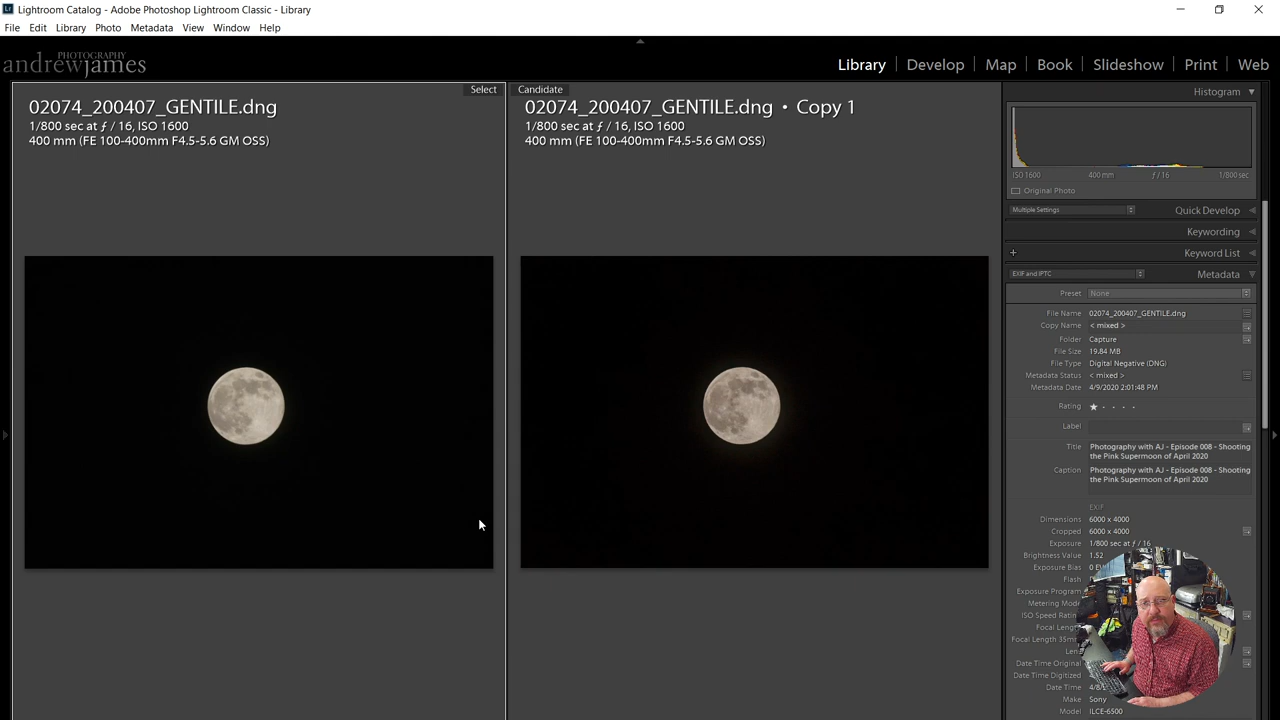 Lightroom Catalog - Adobe Photoshop Lightroom Classic - Library
File Edit Library Photo Metadata View Window Help
PHOTOGRAPHY
andrewjames
Library | Develop | Map | Book | Slideshow | Print | Web
Select
02074_200407_GENTILE.dng
1/800 sec at ƒ / 16, ISO 1600
400 mm (FE 100-400mm F4.5-5.6 GM OSS)
Candidate
02074_200407_GENTILE.dng • Copy 1
1/800 sec at ƒ / 16, ISO 1600
400 mm (FE 100-400mm F4.5-5.6 GM OSS)
Histogram
ISO 1600 400 mm ƒ / 16 1/800 sec
Original Photo
Multiple Settings Quick Develop
Keywording
+ Keyword List
EXIF and IPTC Metadata
Preset None
File Name 02074_200407_GENTILE.dng
Copy Name < mixed >
Folder Capture
File Size 19.84 MB
File Type Digital Negative (DNG)
Metadata Status < mixed >
Metadata Date 4/9/2020 2:01:48 PM
Rating
Label
Title Photography with AJ - Episode 008 - Shooting
the Pink Supermoon of April 2020
Caption Photography with AJ - Episode 008 - Shooting
the Pink Supermoon of April 2020
EXIF
Dimensions 6000 x 4000
Cropped 6000 x 4000
Exposure 1/800 sec at ƒ / 16
Brightness Value 1.52
Exposure Bias 0
Flash
Exposure Program
Metering Mode
ISO Speed
Focal
Focal Length 35
Date Time Original
Date Time Digitized
Date Time
Make Sony
Model ILCE-6500